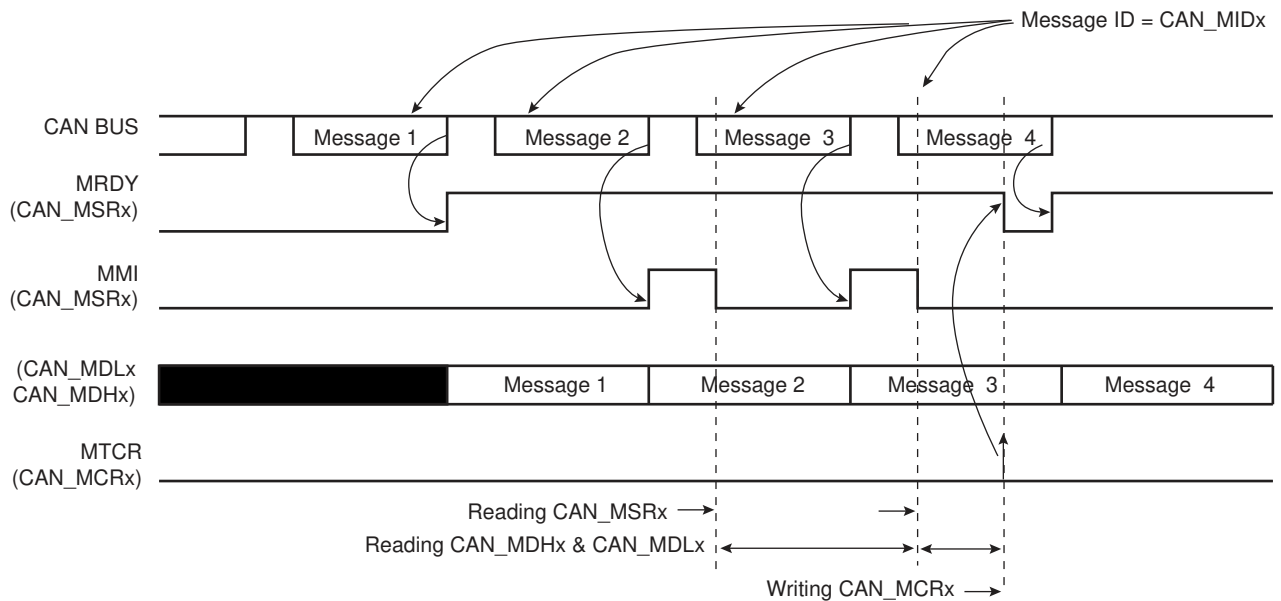 Message ID = CAN_MIDx
CAN BUS
Message 1
Message 2
Message 3
Message 4
MRDY
(CAN_MSRx)
MMI
(CAN_MSRx)
(CAN_MDLx
CAN_MDHx)
Message 1
Message 2
Message 3
Message 4
MTCR
(CAN_MCRx)
Reading CAN_MSRx
Reading CAN_MDHx & CAN_MDLx
Writing CAN_MCRx